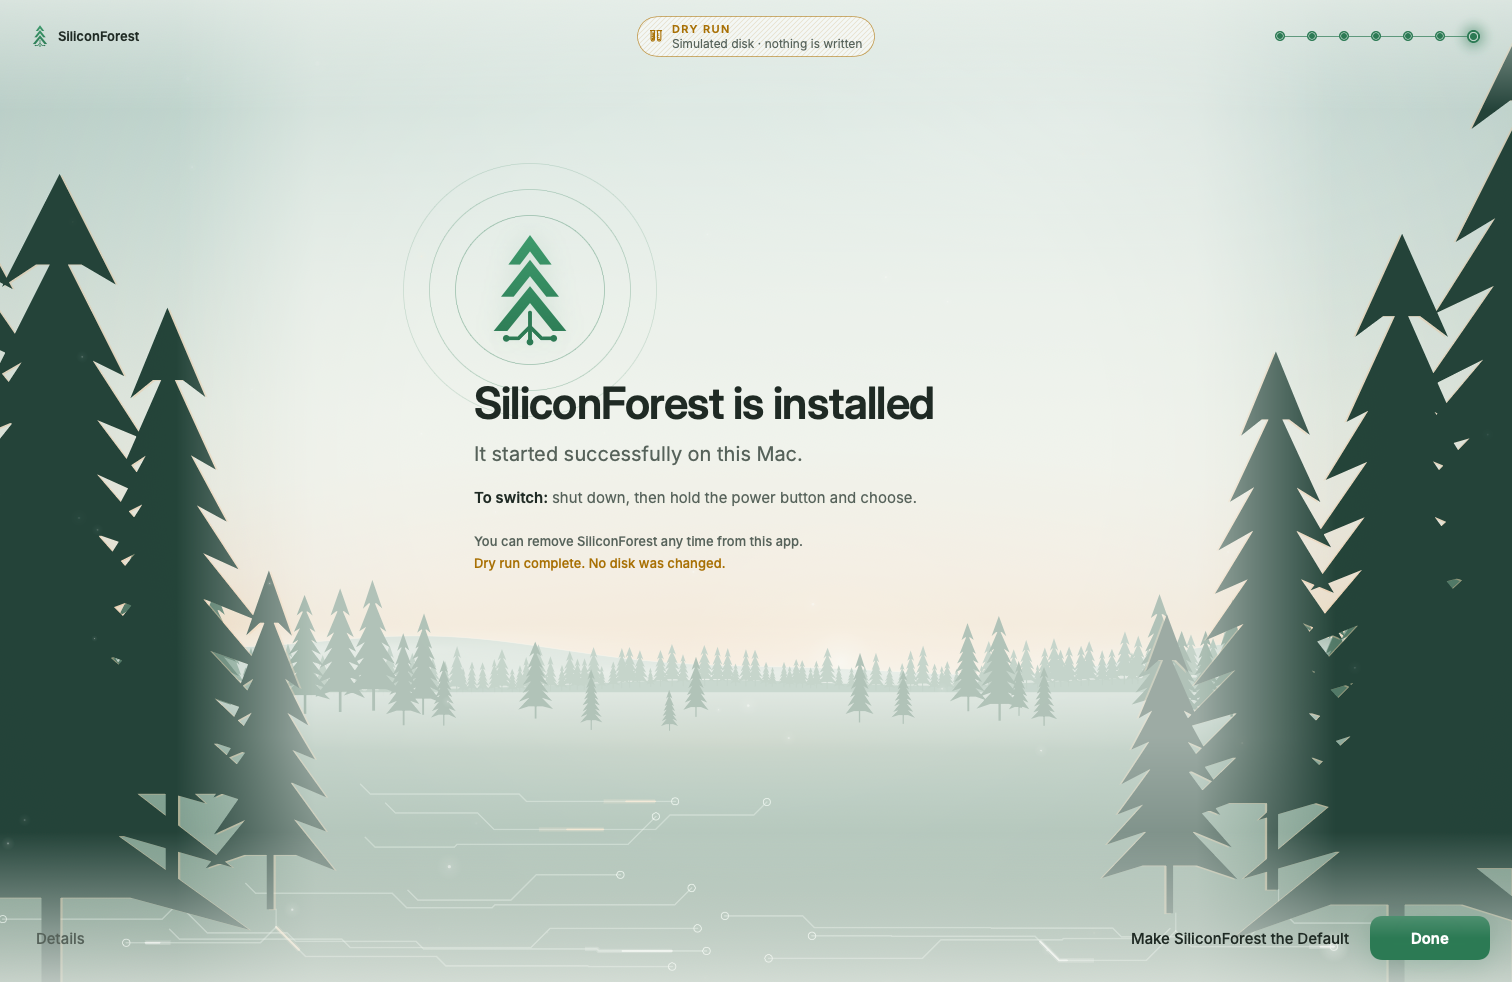 SiliconForest
DRY RUN
Simulated disk · nothing is written
SiliconForest is installed
It started successfully on this Mac.
To switch: shut down, then hold the power button and choose.
You can remove SiliconForest any time from this app.
Dry run complete. No disk was changed.
Details
Make SiliconForest the Default
Done